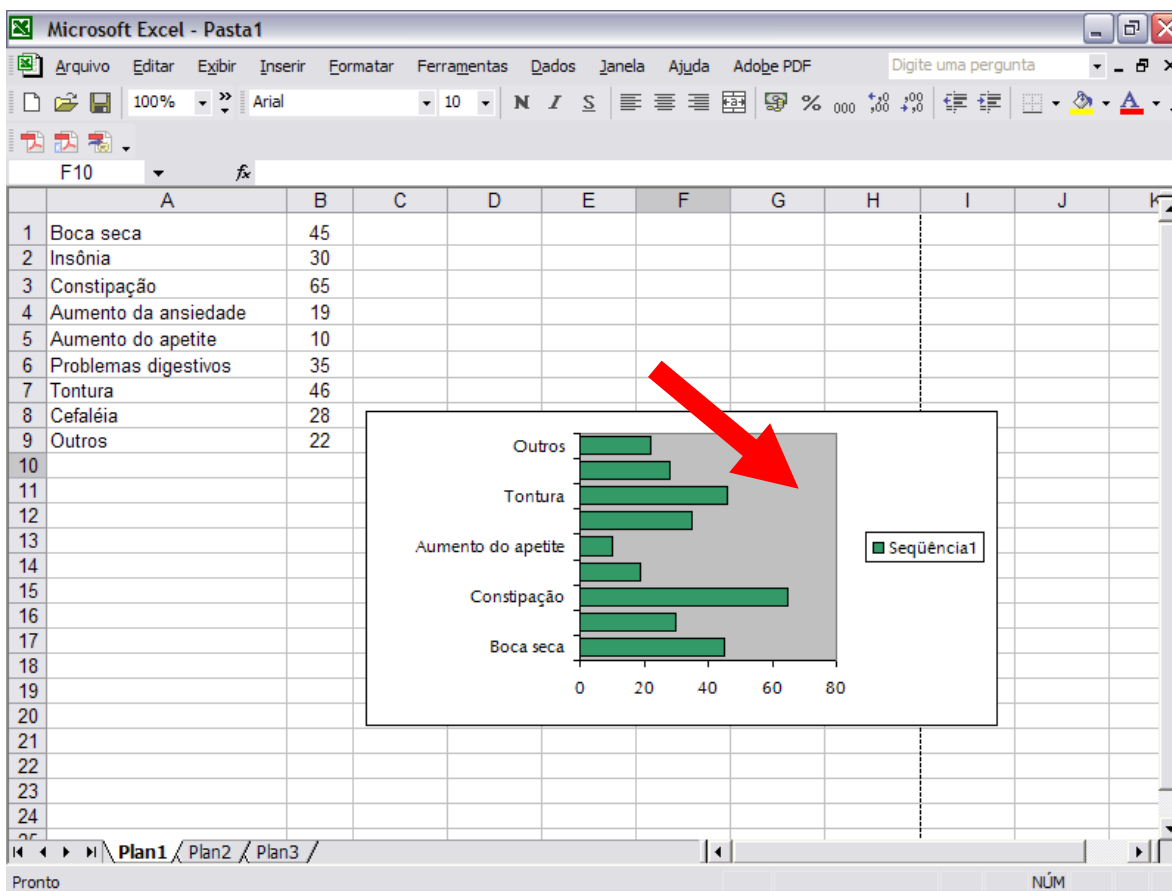 Microsoft Excel - Pasta1
Arquivo Editar Exibir Inserir Formatar Ferramentas Dados Janela Ajuda Adobe PDF Digite uma pergunta
100% » Arial 10 N I S % 000 ,00 ,00 A
F10 fx
A B C D E F G H I J K
1 Boca seca 45
2 Insônia 30
3 Constipação 65
4 Aumento da ansiedade 19
5 Aumento do apetite 10
6 Problemas digestivos 35
7 Tontura 46
8 Cefaléia 28
9 Outros 22
10
11
12
13
14
15
16
17
18
19
20
21
22
23
24
25
Outros
Tontura
Aumento do apetite
Constipação
Boca seca
0 20 40 60 80
Seqüência1
Plan1 Plan2 Plan3
Pronto NÚM